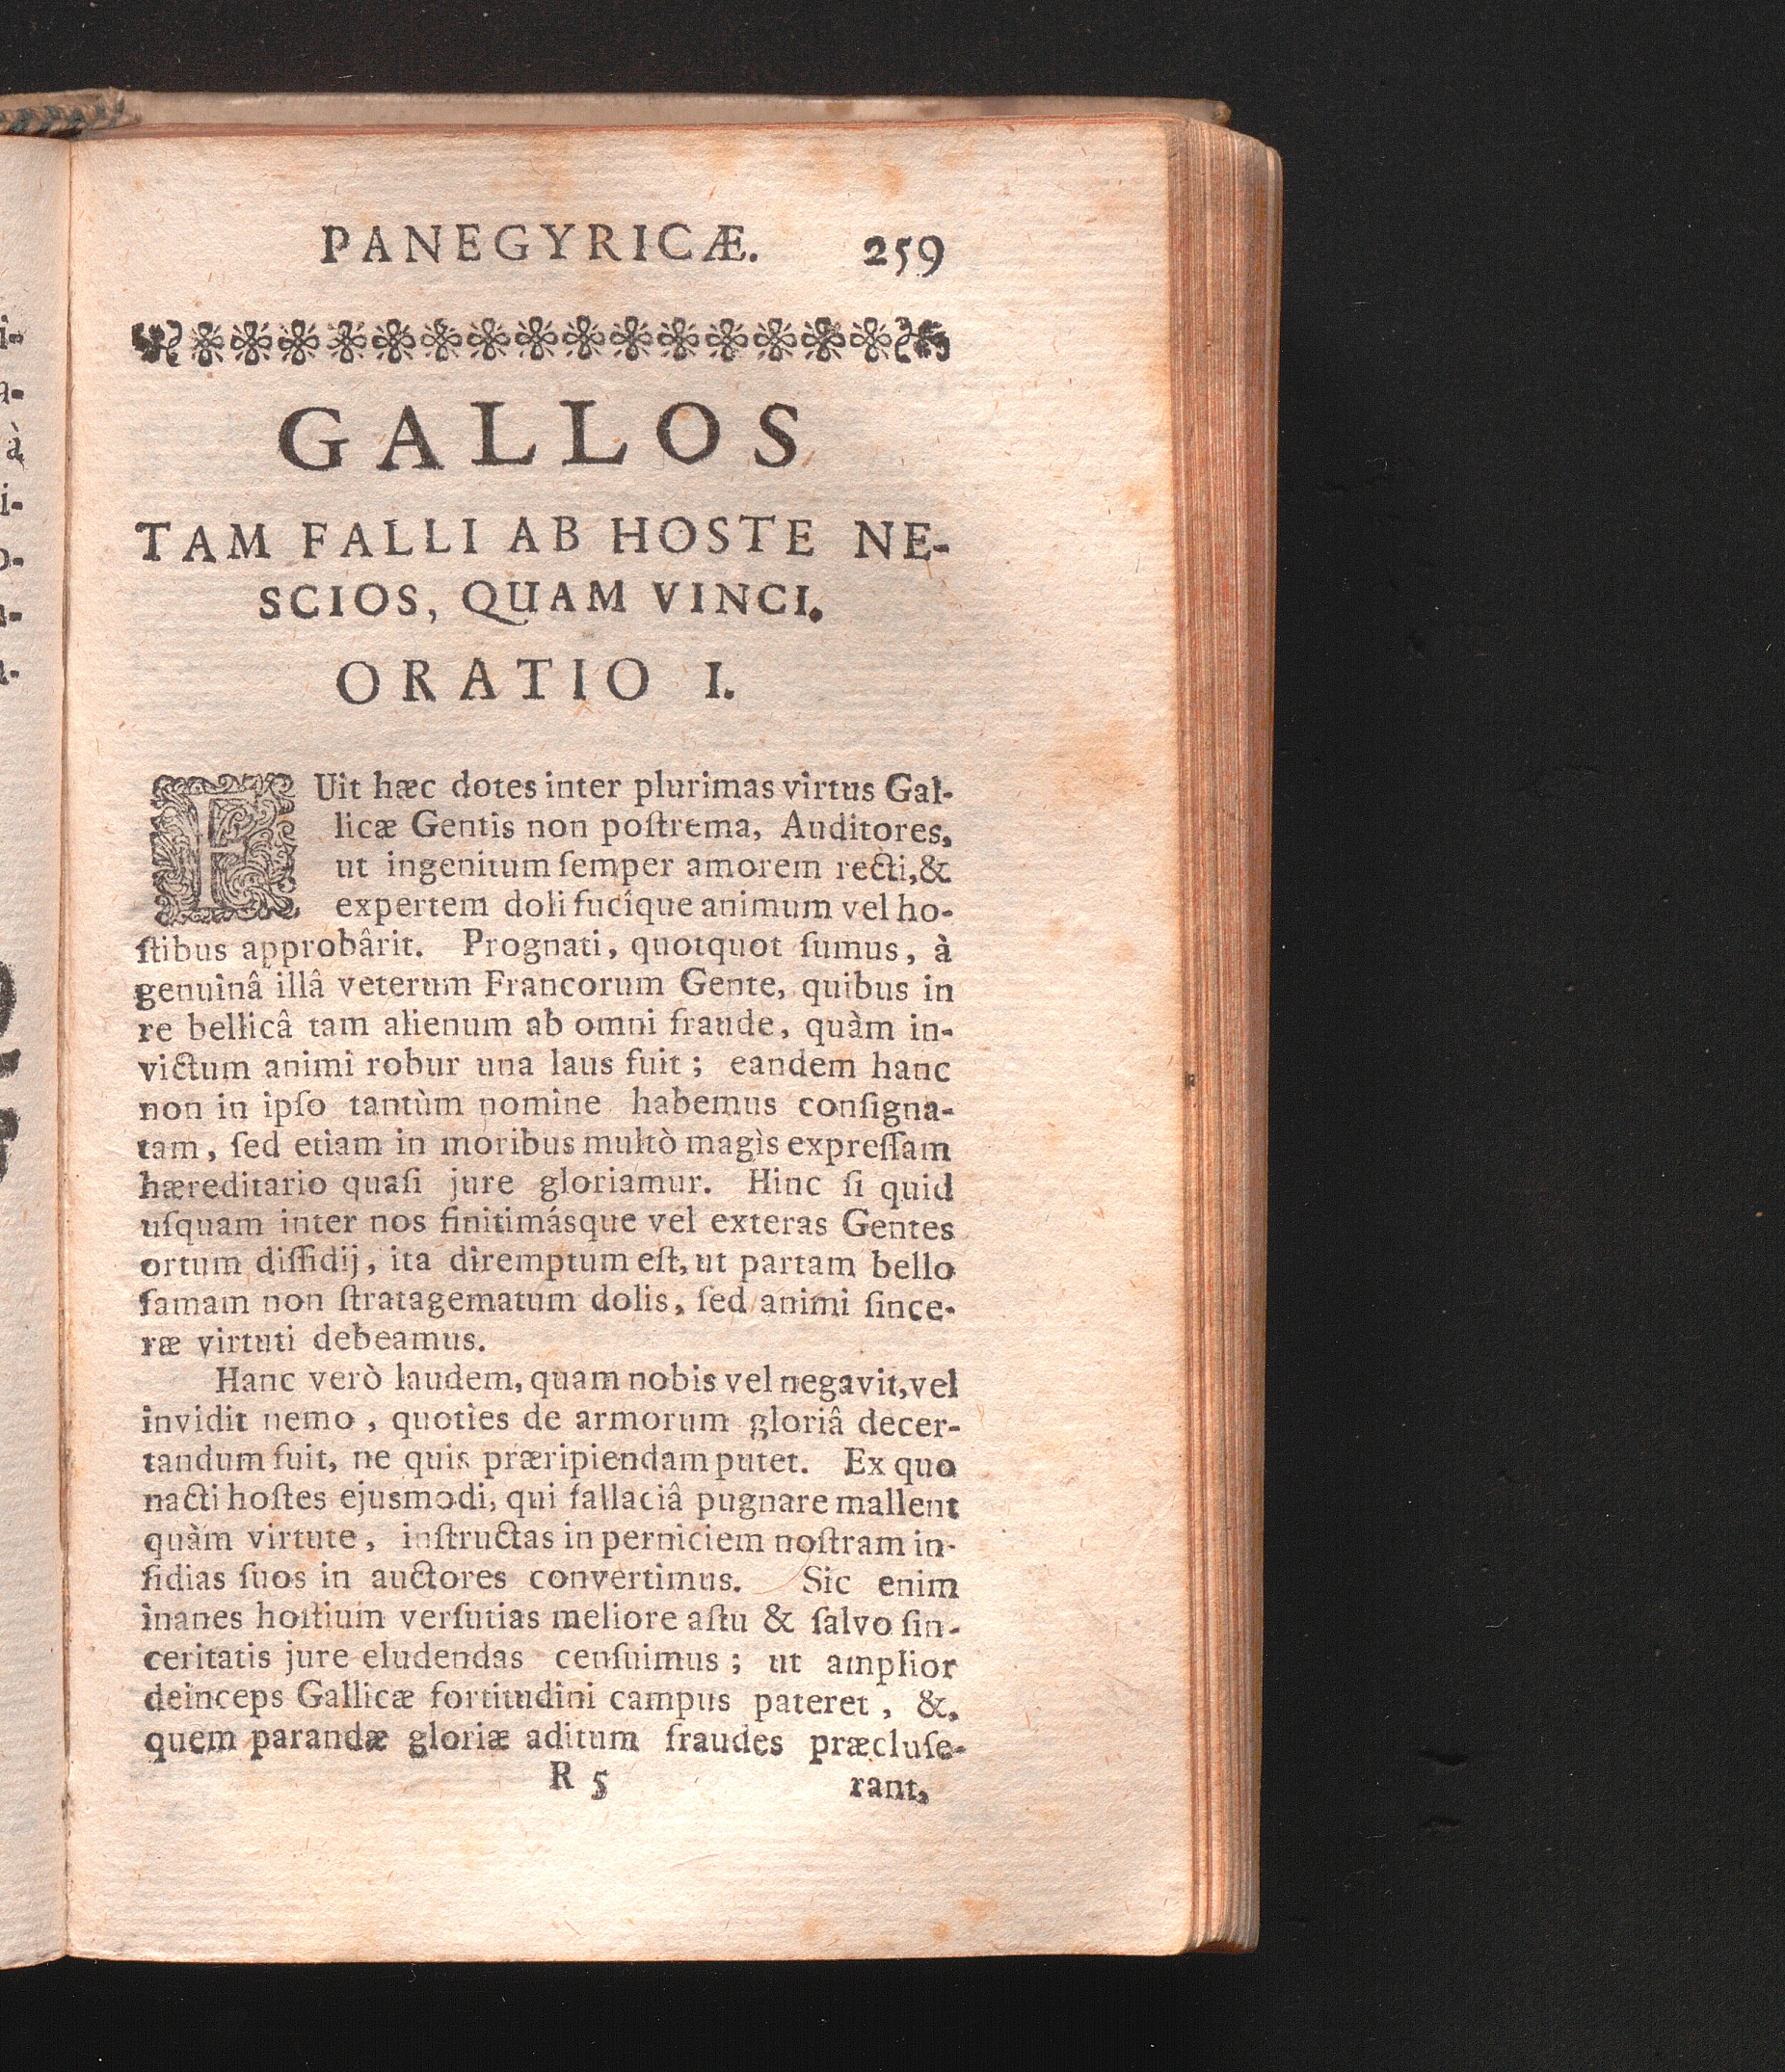 PANEGYRICÆ. 259
GALLOS
TAM FALLI AB HOSTE NE-
SCIOS, QUAM VINCI.
ORATIO I.
FUit hæc dotes inter plurimas virtus Gal-
licæ Gentis non poſtrema, Auditores,
ut ingenitum ſemper amorem recti, &
expertem doli fucique animum vel ho-
ſtibus approbârit. Prognati, quotquot ſumus, à
genuinâ illâ veterum Francorum Gente, quibus in
re bellicâ tam alienum ab omni fraude, quàm in-
victum animi robur una laus fuit; eandem hanc
non in ipſo tantùm nomine habemus conſigna-
tam, ſed etiam in moribus multò magìs expreſſam
hæreditario quaſi jure gloriamur. Hinc ſi quid
uſquam inter nos finitimásque vel exteras Gentes
ortum diſſidij, ita diremptum eſt, ut partam bello
famam non ſtratagematum dolis, ſed animi ſince-
ræ virtuti debeamus.
Hanc verò laudem, quam nobis vel negavit, vel
invidit nemo, quoties de armorum gloriâ decer-
tandum fuit, ne quis præripiendam putet. Ex quo
nacti hoſtes ejusmodi, qui fallaciâ pugnare mallent
quàm virtute, inſtructas in perniciem noſtram in-
ſidias ſuos in auctores convertimus. Sic enim
inanes hoſtium verſutias meliore aſtu & ſalvo ſin-
ceritatis jure eludendas cenſuimus; ut amplior
deinceps Gallicæ fortitudini campus pateret, &,
quem parandæ gloriæ aditum fraudes præcluſe-
R 5 rant,